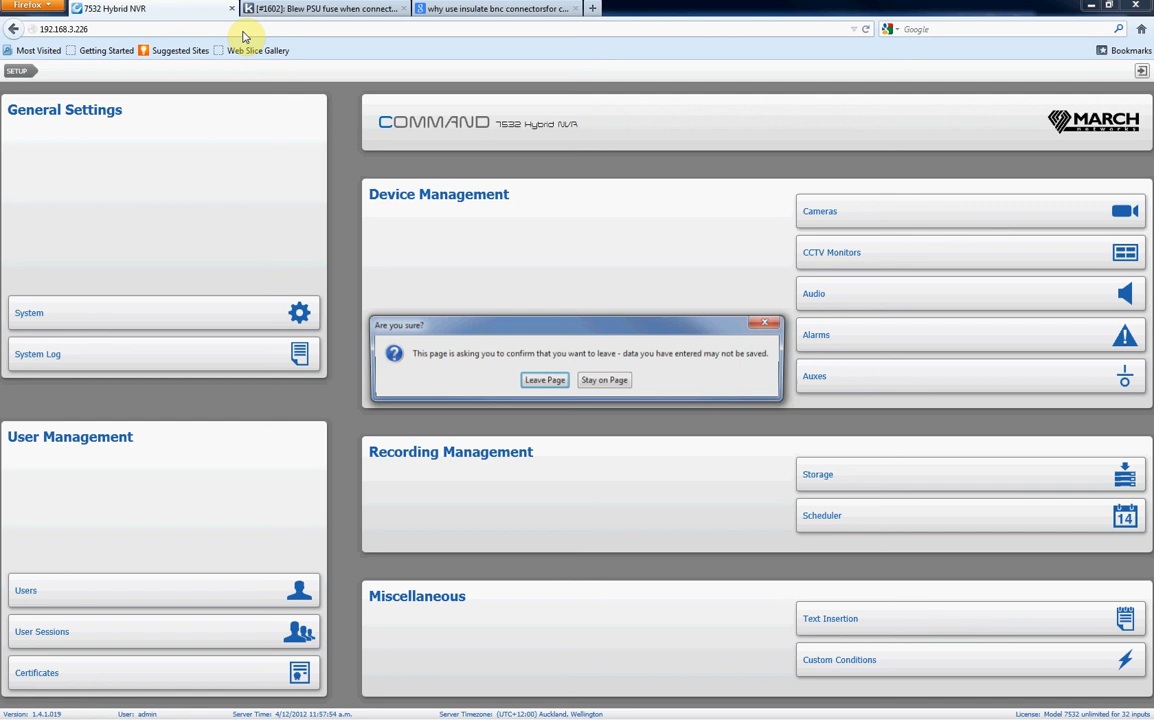 Firefox
7532 Hybrid NVR
[#1602]: Blew PSU fuse when connect...
why use insulate bnc connectorsfor c...
192.168.3.226
Google
Most Visited
Getting Started
Suggested Sites
Web Slice Gallery
Bookmarks
SETUP
General Settings
System
System Log
User Management
Users
User Sessions
Certificates
COMMAND 7532 Hybrid NVR
MARCH
networks
Device Management
Cameras
CCTV Monitors
Audio
Alarms
Auxes
Are you sure?
This page is asking you to confirm that you want to leave - data you have entered may not be saved.
Leave Page
Stay on Page
Recording Management
Storage
Scheduler
14
Miscellaneous
Text Insertion
Custom Conditions
Version: 1.4.1.019
User: admin
Server Time: 4/12/2012 11:57:54 a.m.
Server Timezone: (UTC+12:00) Auckland, Wellington
License: Model 7532 unlimited for 32 inputs